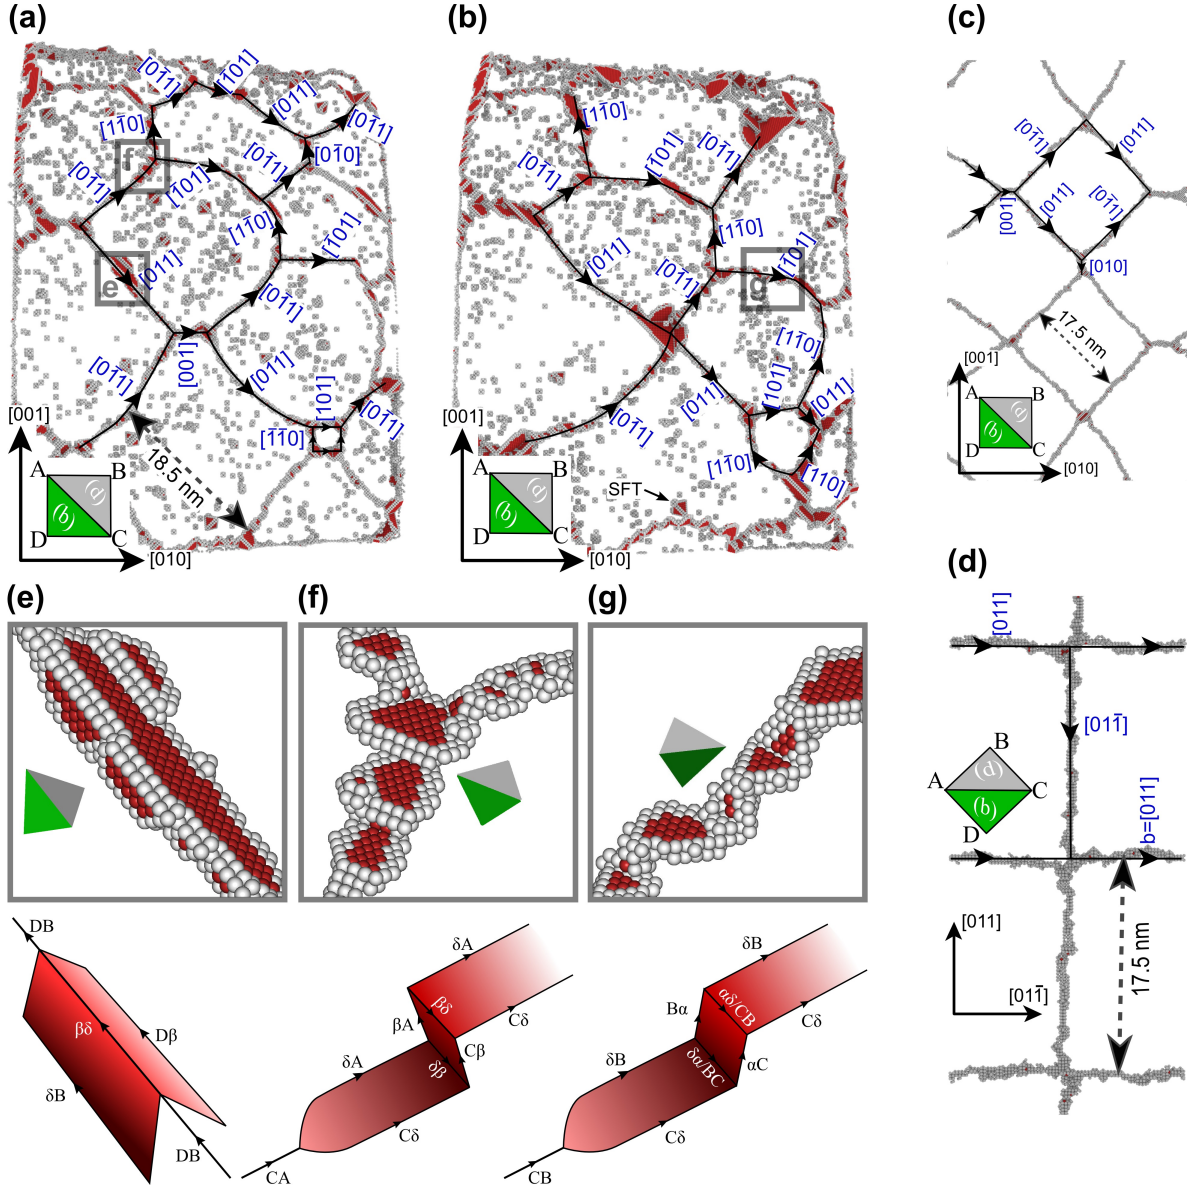 (a)
[01̄1]
[1̄01]
[011]
[01̄1]
[11̄0]
[01̄0]
f
[01̄1]
[1̄01]
[01̄1]
[11̄0]
[1̄01]
e
[011]
[01̄1]
[01̄1]
[001]
[011]
[101]
[01̄1]
[1̄1̄0]
18.5 nm
[001]
A
B
(d)
(b)
D
C
[010]
(b)
[11̄0]
[01̄1]
[1̄01]
[01̄1]
[11̄0]
[1̄01]
g
[011]
[01̄1]
[11̄0]
[101]
[011]
[011]
[01̄1]
[11̄0]
[110]
SFT
[001]
A
B
(d)
(b)
D
C
[010]
(c)
[01̄1]
[011]
[001]
[011]
[01̄1]
[010]
17.5 nm
[001]
A
B
(d)
(b)
D
C
[010]
(d)
[011]
[011̄]
B
A
(d)
C
(b)
D
b=[011]
[011]
17.5 nm
[011̄]
(e)
(f)
(g)
DB
βδ
Dβ
δB
DB
δA
βδ
βA
Cδ
δA
Cβ
δβ
Cδ
CA
δB
Bα
αδ/CB
Cδ
δB
δα/BC
αC
Cδ
CB